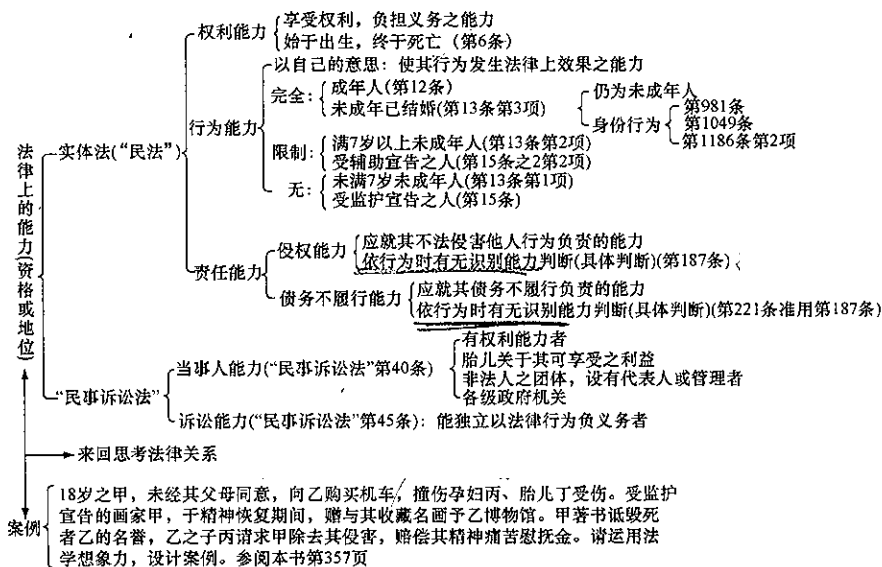 权利能力
享受权利，负担义务之能力
始于出生，终于死亡（第6条）
行为能力
以自己的意思：使其行为发生法律上效果之能力
完全：
成年人(第12条)
未成年已结婚(第13条第3项)
仍为未成年人
身份行为
第981条
第1049条
第1186条第2项
限制：
满7岁以上未成年人(第13条第2项)
受辅助宣告之人(第15条之2第2项)
无：
未满7岁未成年人(第13条第1项)
受监护宣告之人(第15条)
法律上的能力(资格或地位)
实体法(“民法”)
责任能力
侵权能力
应就其不法侵害他人行为负责的能力
依行为时有无识别能力判断(具体判断)(第187条)
债务不履行能力
应就其债务不履行负责的能力
依行为时有无识别能力判断(具体判断)(第221条准用第187条)
“民事诉讼法”
当事人能力(“民事诉讼法”第40条)
有权利能力者
胎儿关于其可享受之利益
非法人之团体，设有代表人或管理者
各级政府机关
诉讼能力(“民事诉讼法”第45条)：能独立以法律行为负义务者
来回思考法律关系
案例
18岁之甲，未经其父母同意，向乙购买机车，撞伤孕妇丙、胎儿丁受伤。受监护
宣告的画家甲，于精神恢复期间，赠与其收藏名画予乙博物馆。甲著书诋毁死
者乙的名誉，乙之子丙请求甲除去其侵害，赔偿其精神痛苦慰抚金。请运用法
学想象力，设计案例。参阅本书第357页